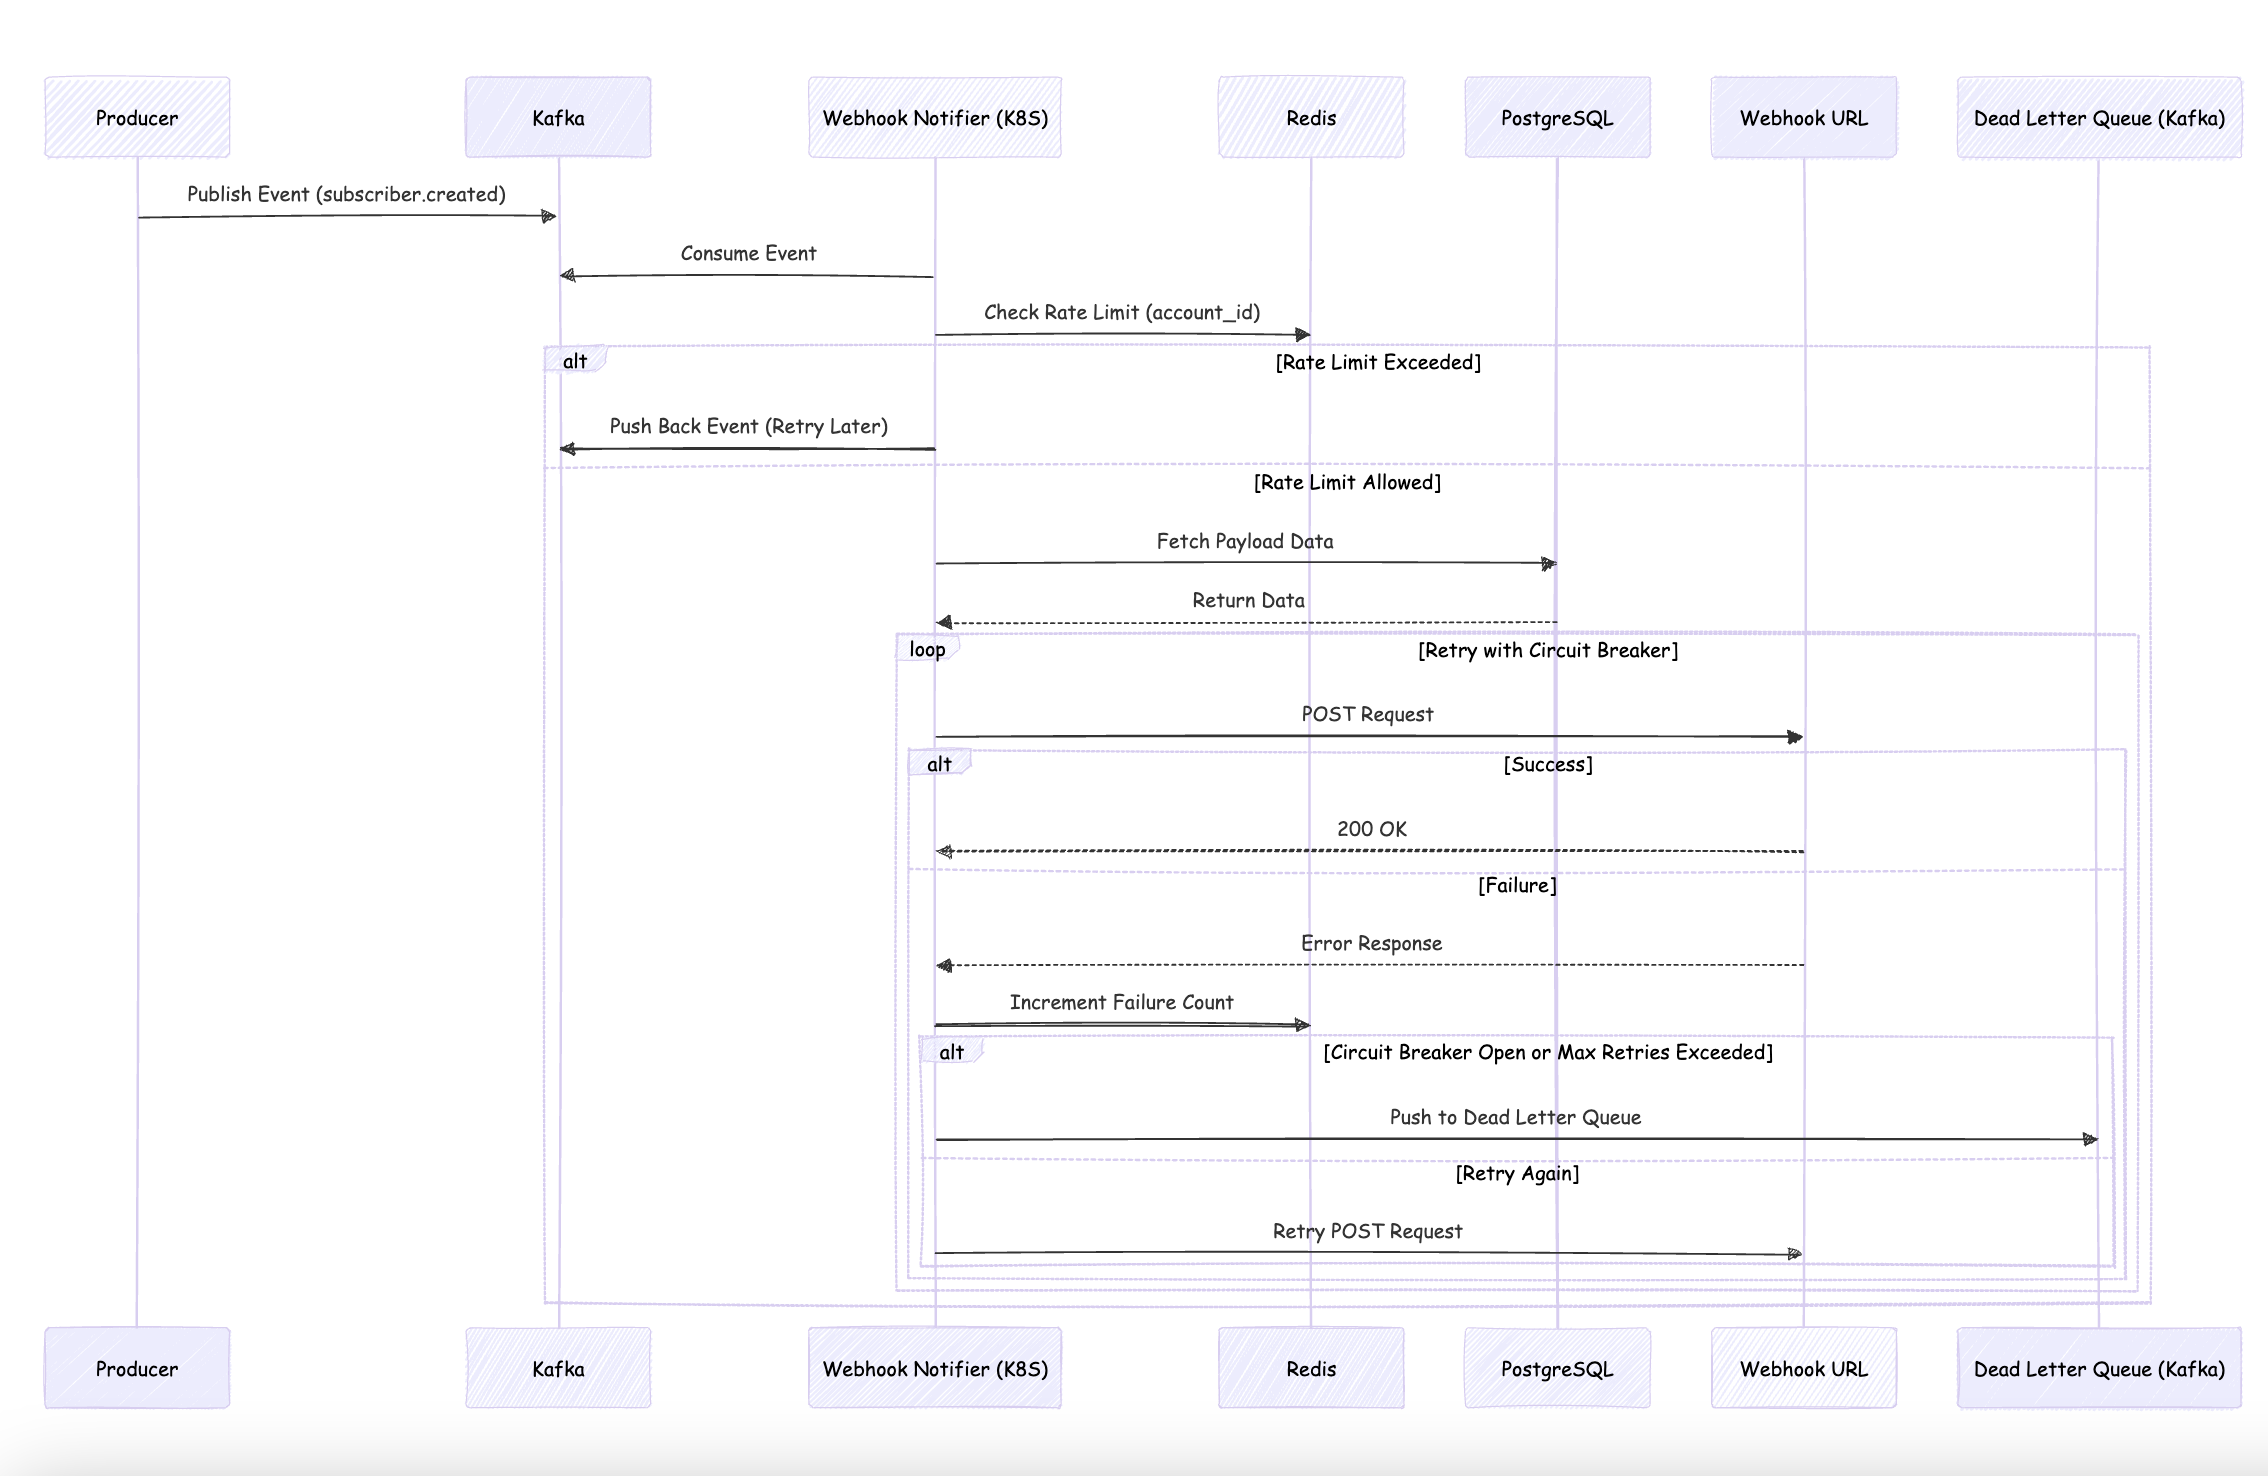 Producer
Kafka
Webhook Notifier (K8S)
Redis
PostgreSQL
Webhook URL
Dead Letter Queue (Kafka)
Publish Event (subscriber.created)
Consume Event
Check Rate Limit (account_id)
alt
[Rate Limit Exceeded]
Push Back Event (Retry Later)
[Rate Limit Allowed]
Fetch Payload Data
Return Data
loop
[Retry with Circuit Breaker]
POST Request
alt
[Success]
200 OK
[Failure]
Error Response
Increment Failure Count
alt
[Circuit Breaker Open or Max Retries Exceeded]
Push to Dead Letter Queue
[Retry Again]
Retry POST Request
Producer
Kafka
Webhook Notifier (K8S)
Redis
PostgreSQL
Webhook URL
Dead Letter Queue (Kafka)